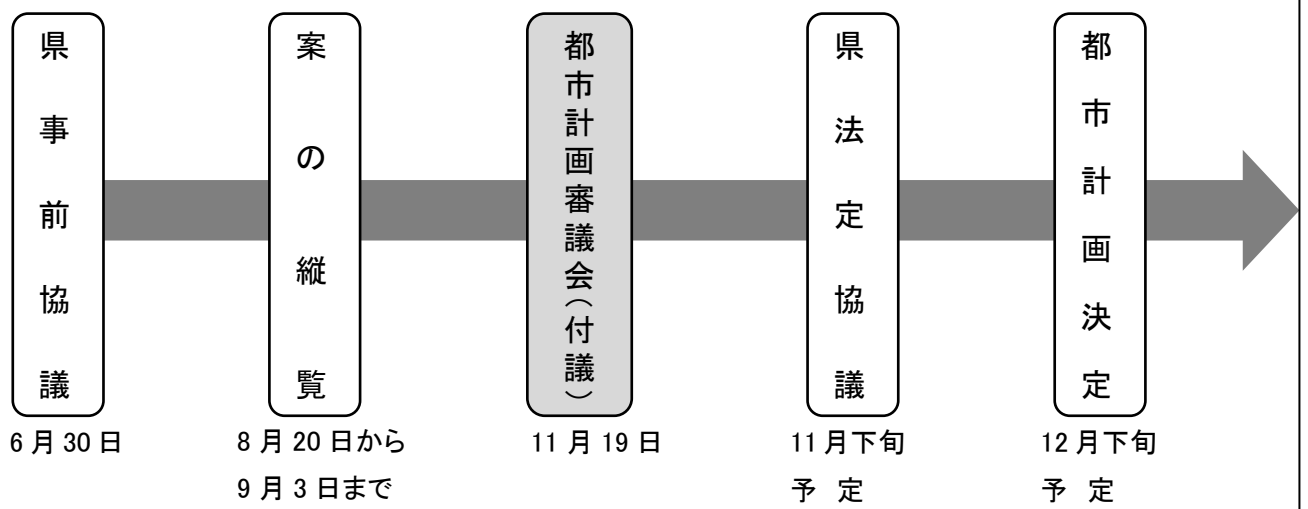 県事前協議
案の縦覧
都市計画審議会（付議）
県法定協議
都市計画決定
6月30日
8月20日から
9月3日まで
11月19日
11月下旬
予 定
12月下旬
予 定